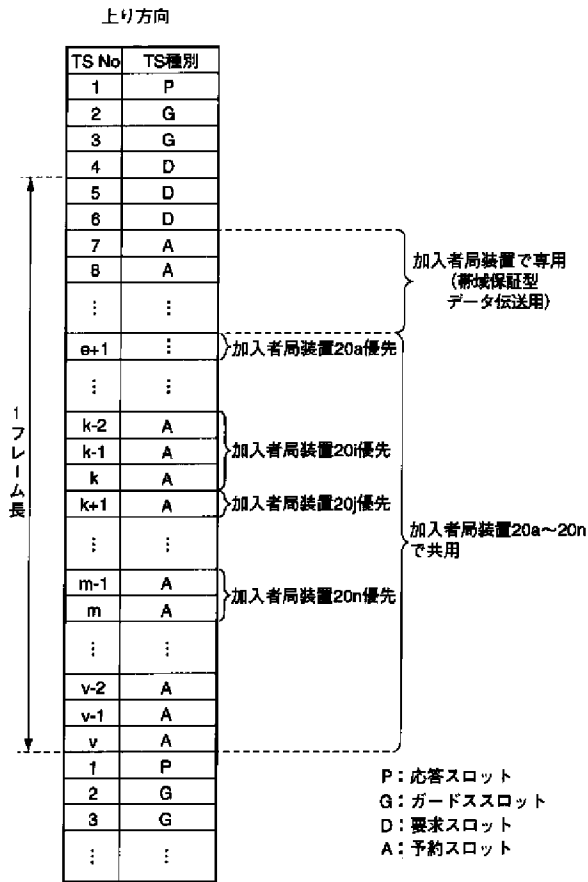 上り方向
TS No TS種別
1 P
2 G
3 G
4 D
5 D
6 D
7 A
8 A
⋮ ⋮
e+1 ⋮
⋮ ⋮
k-2 A
k-1 A
k A
k+1 A
⋮ ⋮
m-1 A
m A
⋮ ⋮
v-2 A
v-1 A
v A
1 P
2 G
3 G
⋮ ⋮
1フレーム長
加入者局装置で専用
(帯域保証型
データ伝送用)
加入者局装置20a優先
加入者局装置20i優先
加入者局装置20j優先
加入者局装置20n優先
加入者局装置20a～20n
で共用
P：応答スロット
G：ガードススロット
D：要求スロット
A：予約スロット